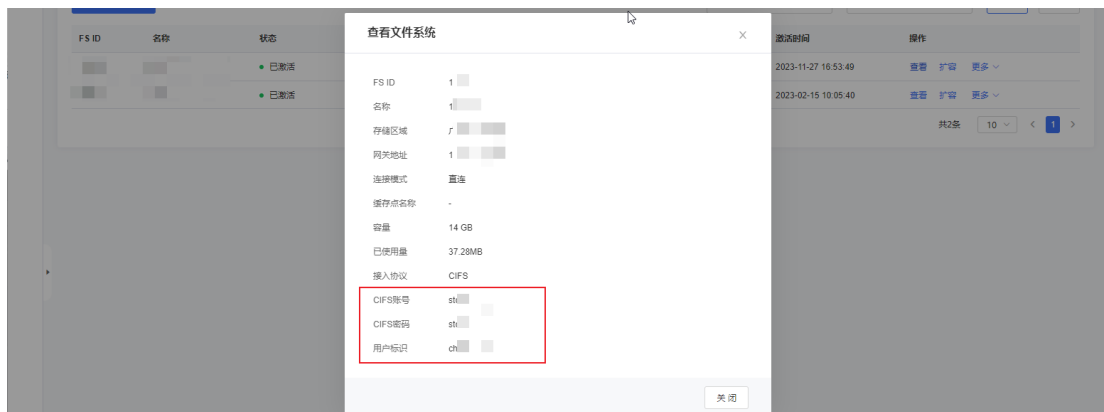 FS ID 名称 状态 激活时间 操作
已激活 2023-11-27 16:53:49 查看 扩容 更多
已激活 2023-02-15 10:05:40 查看 扩容 更多
共2条 10 1
查看文件系统
FS ID 1
名称 1
存储区域
网关地址 1
连接模式 直连
缓存点名称 -
容量 14 GB
已使用量 37.28MB
接入协议 CIFS
CIFS账号
CIFS密码
用户标识 ch
关闭